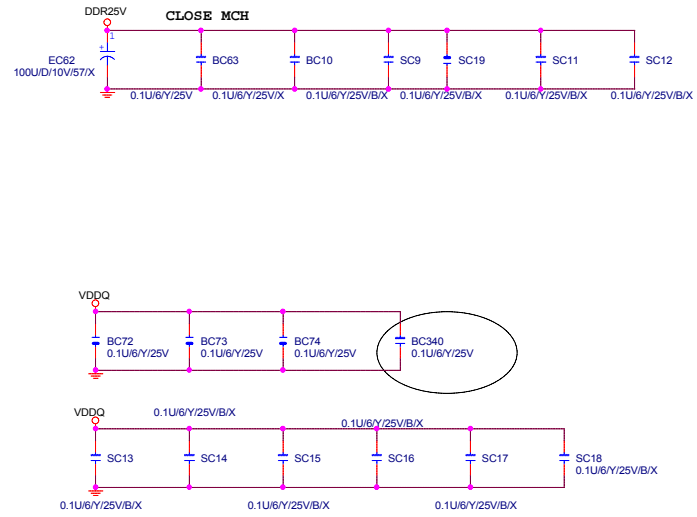 DDR25V
CLOSE MCH
1
+
EC62
100U/D/10V/57/X
BC63
BC10
SC9
SC19
SC11
SC12
0.1U/6/Y/25V
0.1U/6/Y/25V/X
0.1U/6/Y/25V/B/X
0.1U/6/Y/25V/B/X
0.1U/6/Y/25V/B/X
0.1U/6/Y/25V/B/X
VDDQ
BC72
0.1U/6/Y/25V
BC73
0.1U/6/Y/25V
BC74
0.1U/6/Y/25V
BC340
0.1U/6/Y/25V
VDDQ
0.1U/6/Y/25V/B/X
0.1U/6/Y/25V/B/X
SC13
SC14
SC15
SC16
SC17
SC18
0.1U/6/Y/25V/B/X
0.1U/6/Y/25V/B/X
0.1U/6/Y/25V/B/X
0.1U/6/Y/25V/B/X